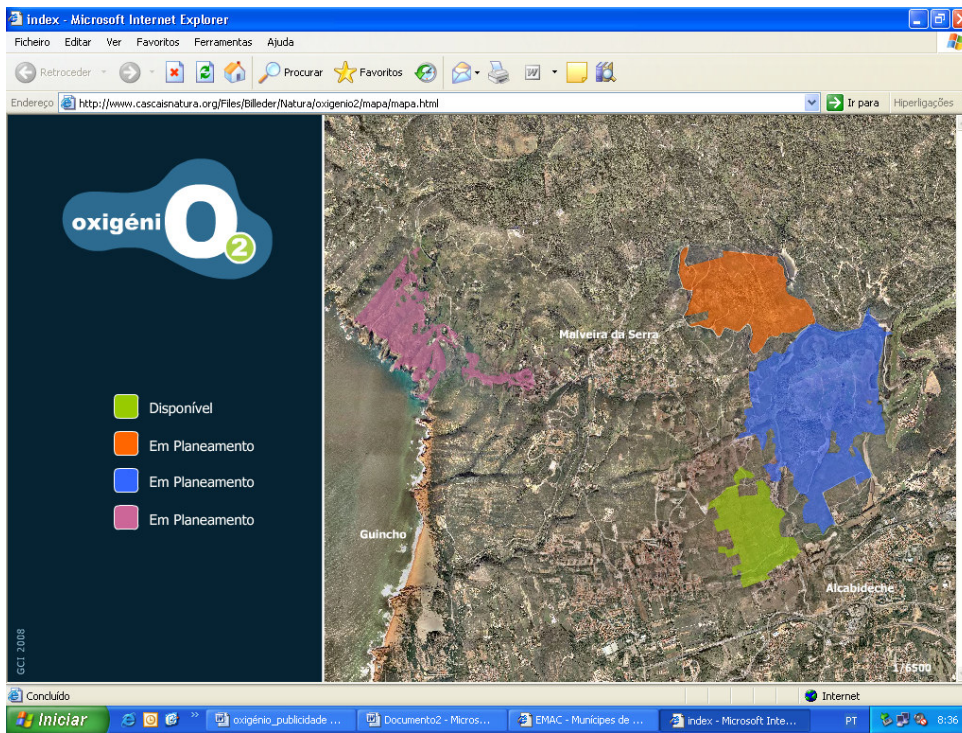 index - Microsoft Internet Explorer
Ficheiro Editar Ver Favoritos Ferramentas Ajuda
Retroceder Procurar Favoritos W
Endereço http://www.cascaisnatura.org/Files/Billeder/Natura/oxigenio2/mapa/mapa.html Ir para Hiperligações
oxigéni O 2
Malveira da Serra
Disponível
Em Planeamento
Em Planeamento
Em Planeamento
Guincho
Alcabideche
GCI 2008
1/6500
Concluído Internet
Iniciar » oxigénio_publicidade ... Documento2 - Micros... EMAC - Munícipes de ... index - Microsoft Inte... PT 8:36